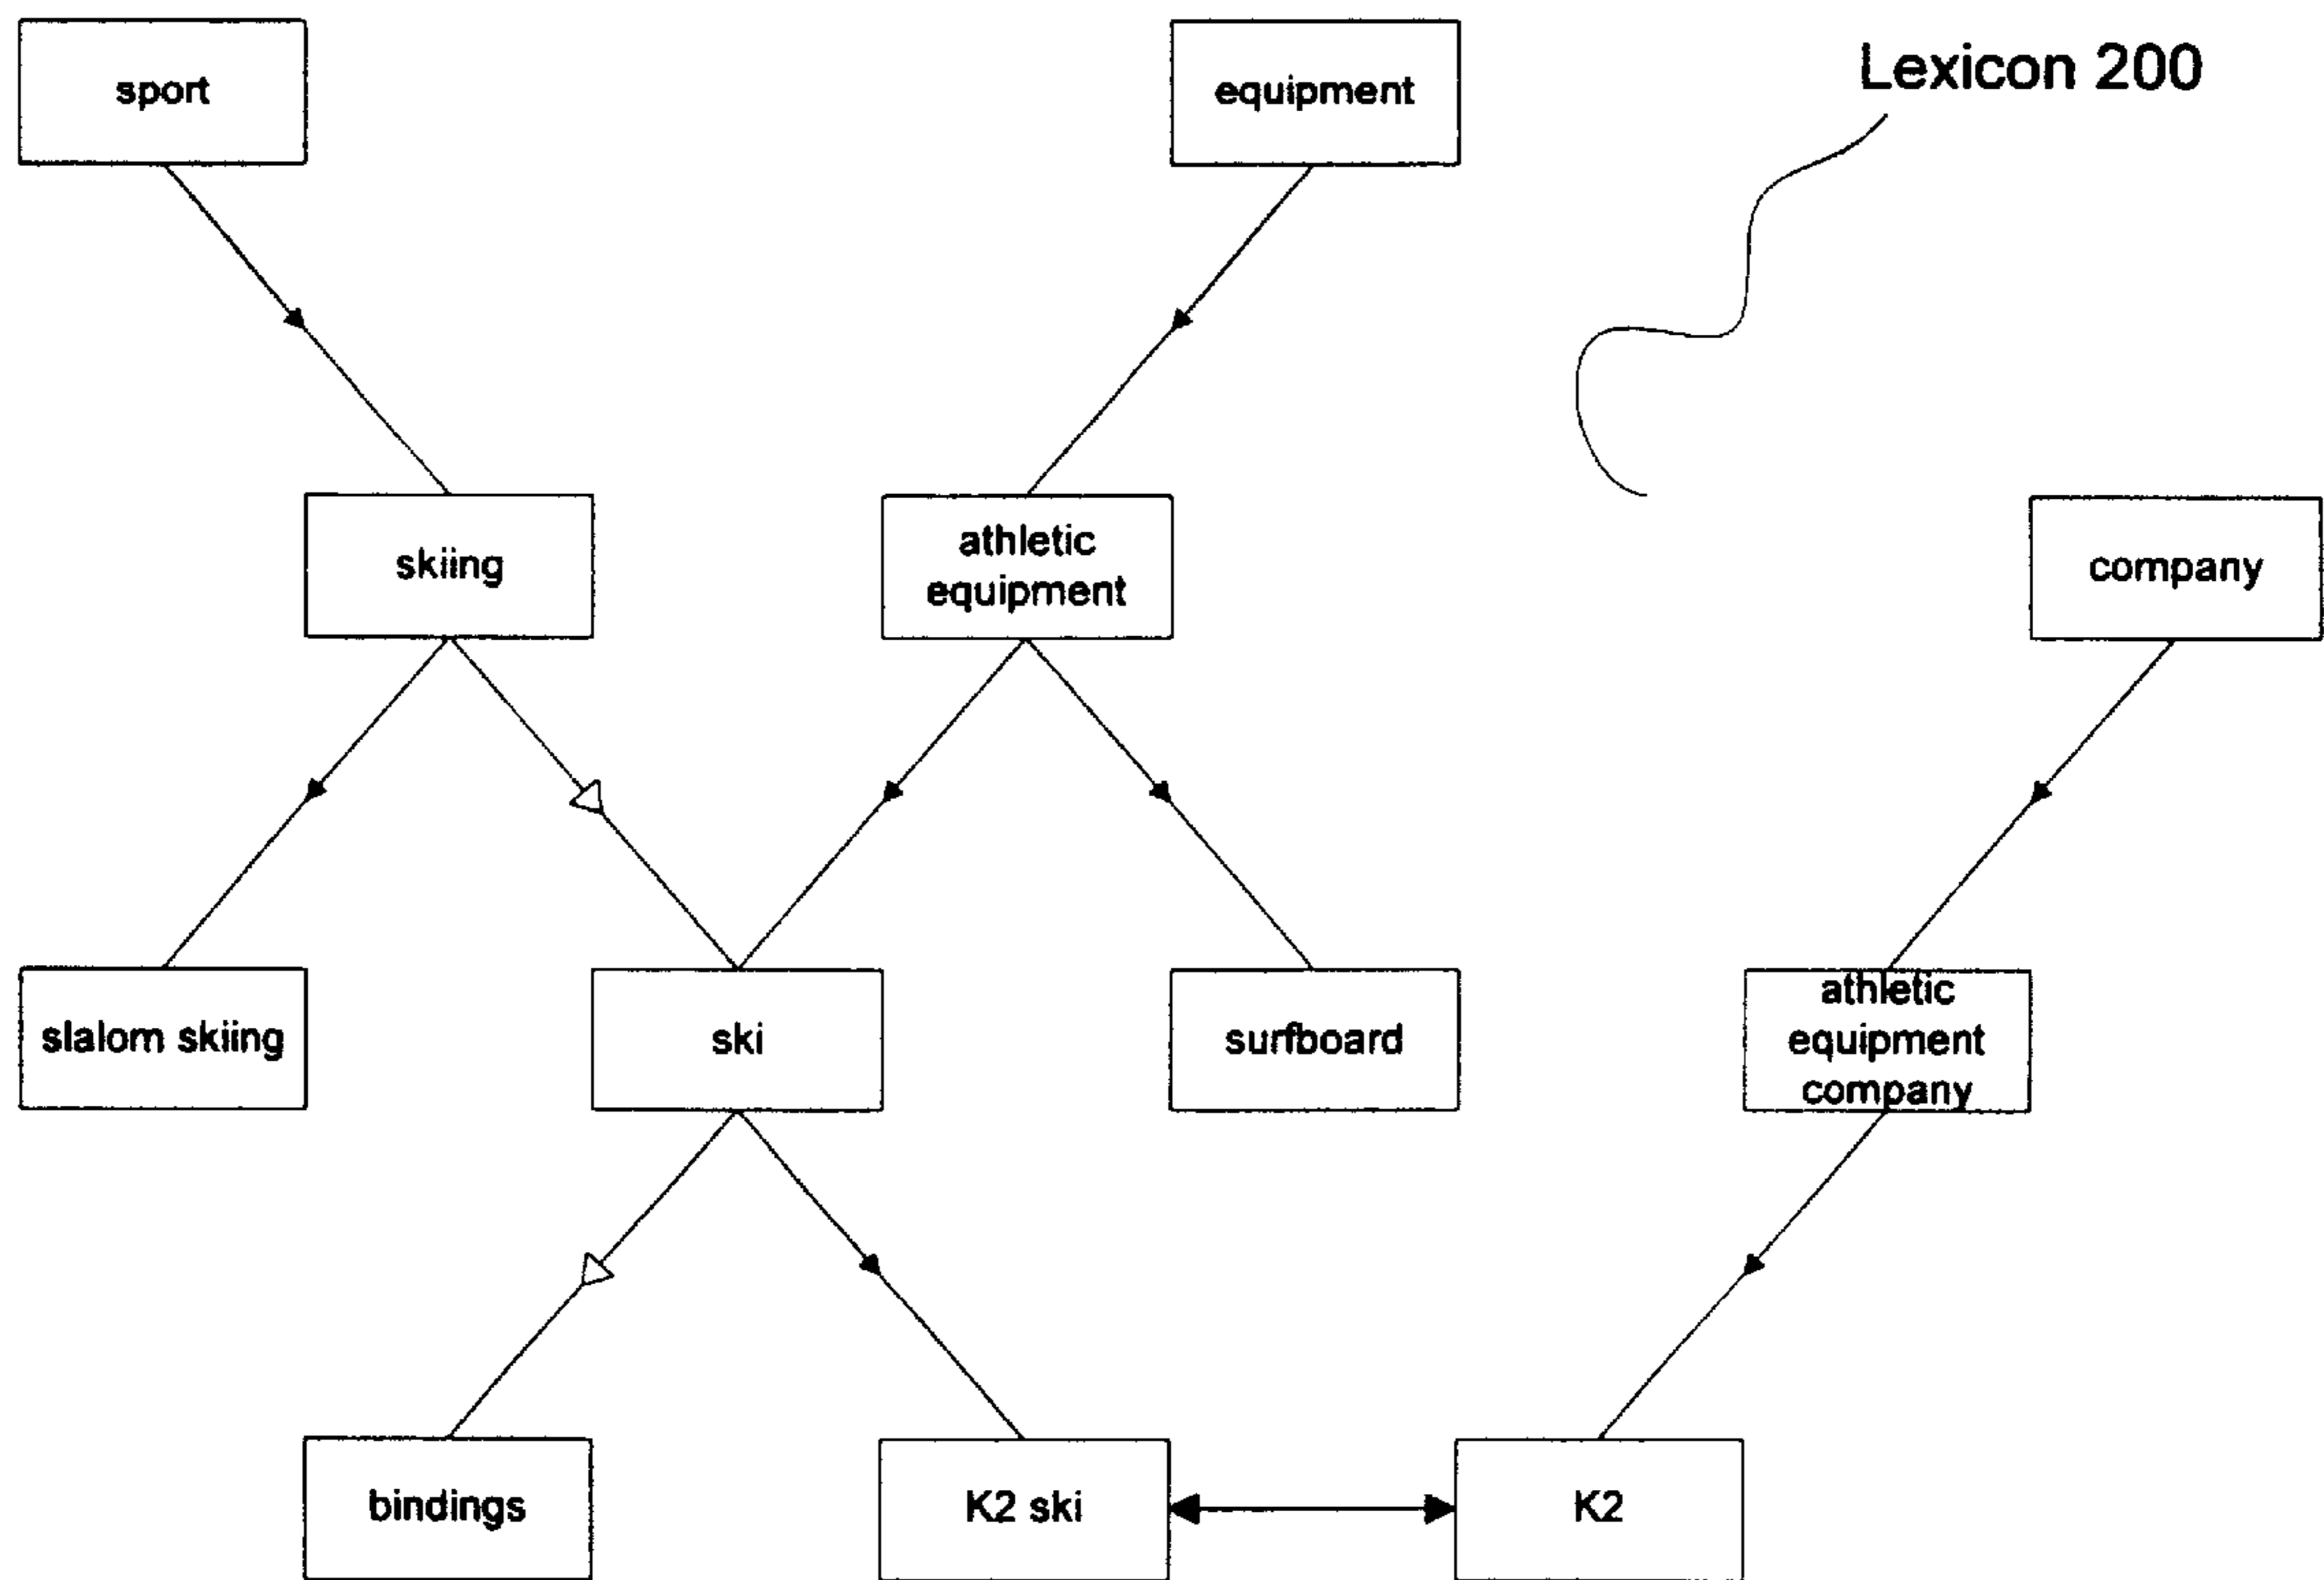 sport
equipment
Lexicon 200
skiing
athletic
equipment
company
slalom skiing
ski
surfboard
athletic
equipment
company
bindings
K2 ski
K2